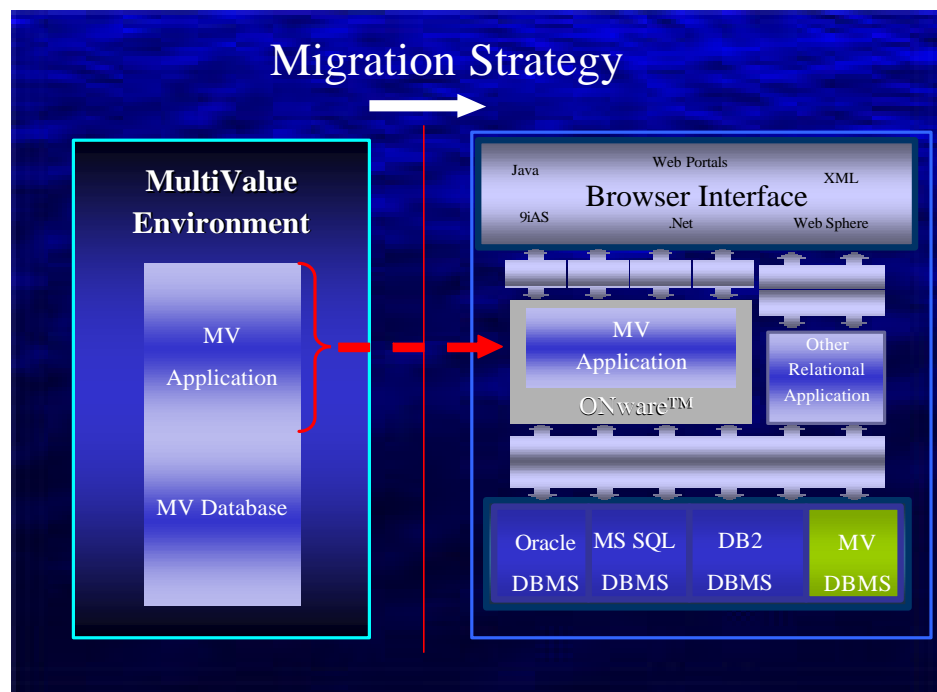 Migration Strategy
MultiValue
Environment
MV
Application
MV Database
Java
Web Portals
XML
Browser Interface
9iAS
.Net
Web Sphere
MV
Application
ONware™
Other
Relational
Application
Oracle
DBMS
MS SQL
DBMS
DB2
DBMS
MV
DBMS